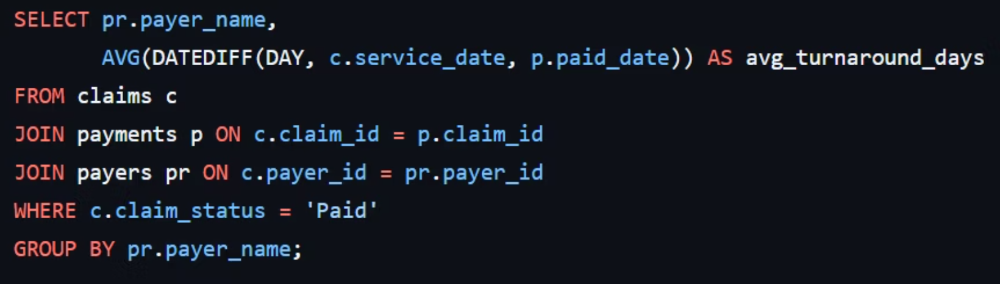 SELECT pr.payer_name,
       AVG(DATEDIFF(DAY, c.service_date, p.paid_date)) AS avg_turnaround_days
FROM claims c
JOIN payments p ON c.claim_id = p.claim_id
JOIN payers pr ON c.payer_id = pr.payer_id
WHERE c.claim_status = 'Paid'
GROUP BY pr.payer_name;